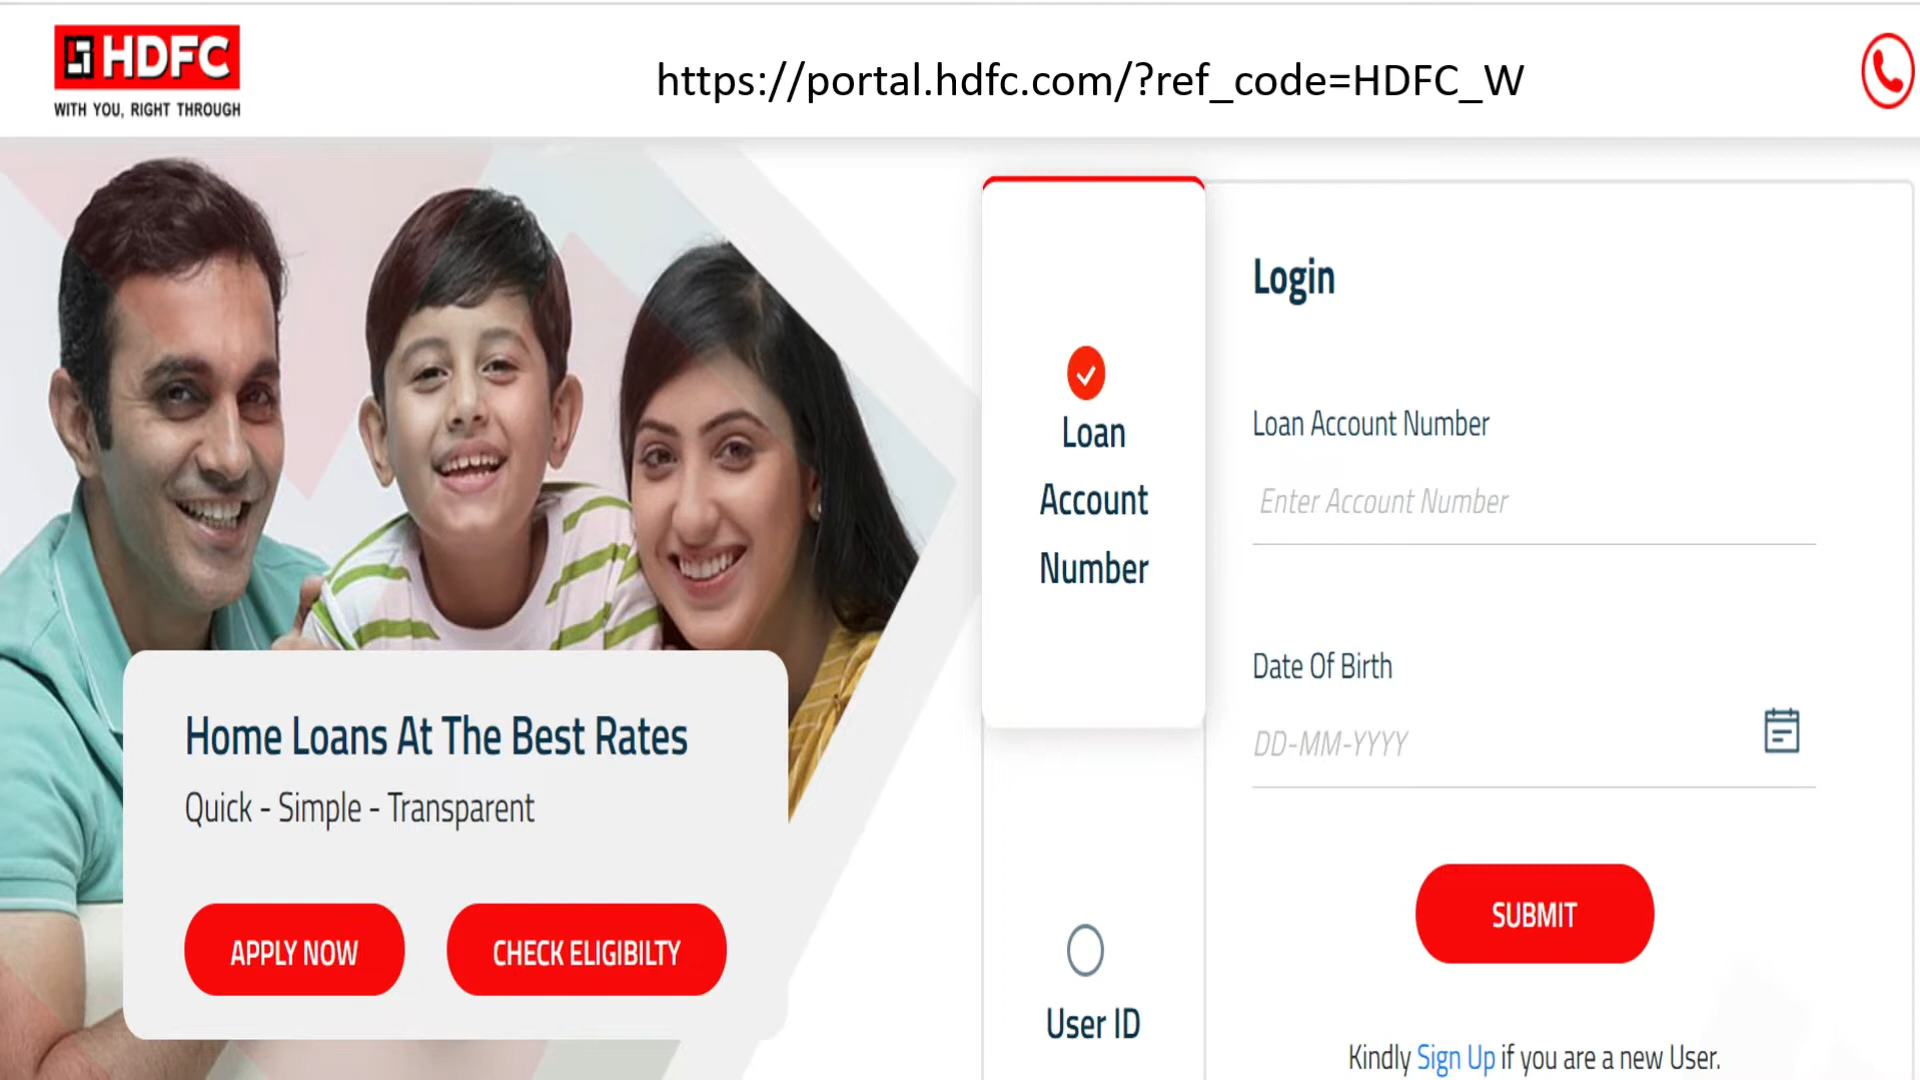 HDFC
WITH YOU, RIGHT THROUGH
https://portal.hdfc.com/?ref_code=HDFC_W
Home Loans At The Best Rates
Quick - Simple - Transparent
APPLY NOW
CHECK ELIGIBILTY
Loan
Account
Number
User ID
Login
Loan Account Number
Enter Account Number
Date Of Birth
DD-MM-YYYY
SUBMIT
Kindly Sign Up if you are a new User.